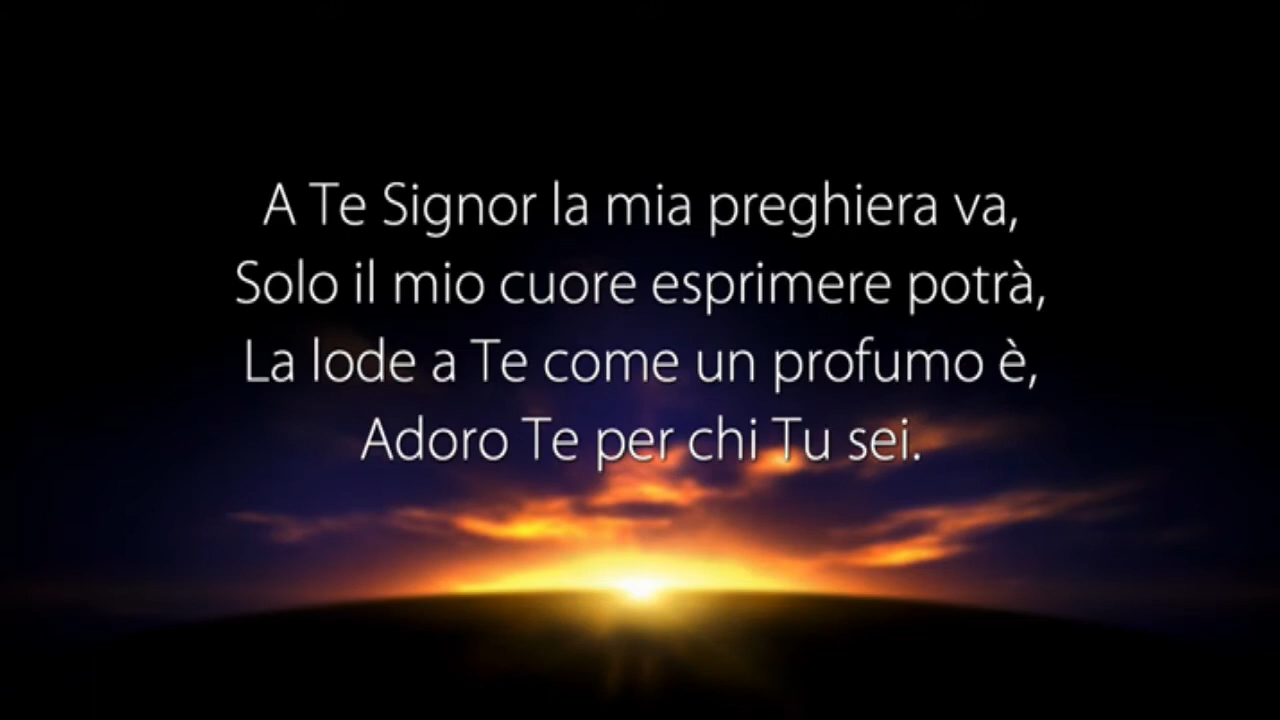 A Te Signor la mia preghiera va,
Solo il mio cuore esprimere potrà,
La lode a Te come un profumo è,
Adoro Te per chi Tu sei.